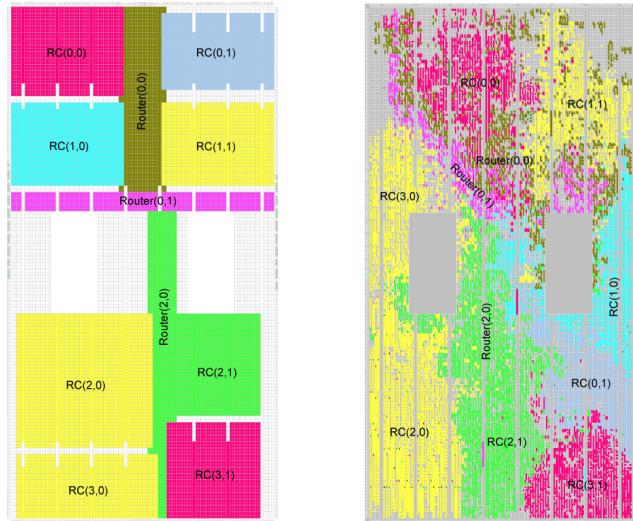 RC(0,0)
RC(0,1)
Router(0,0)
RC(1,0)
RC(1,1)
Router(0,1)
Router(2,0)
RC(2,0)
RC(2,1)
RC(3,0)
RC(3,1)
RC(0,0)
RC(1,1)
Router(0,0)
Router(0,1)
RC(3,0)
RC(1,0)
Router(2,0)
RC(0,1)
RC(2,0)
RC(2,1)
RC(3,1)